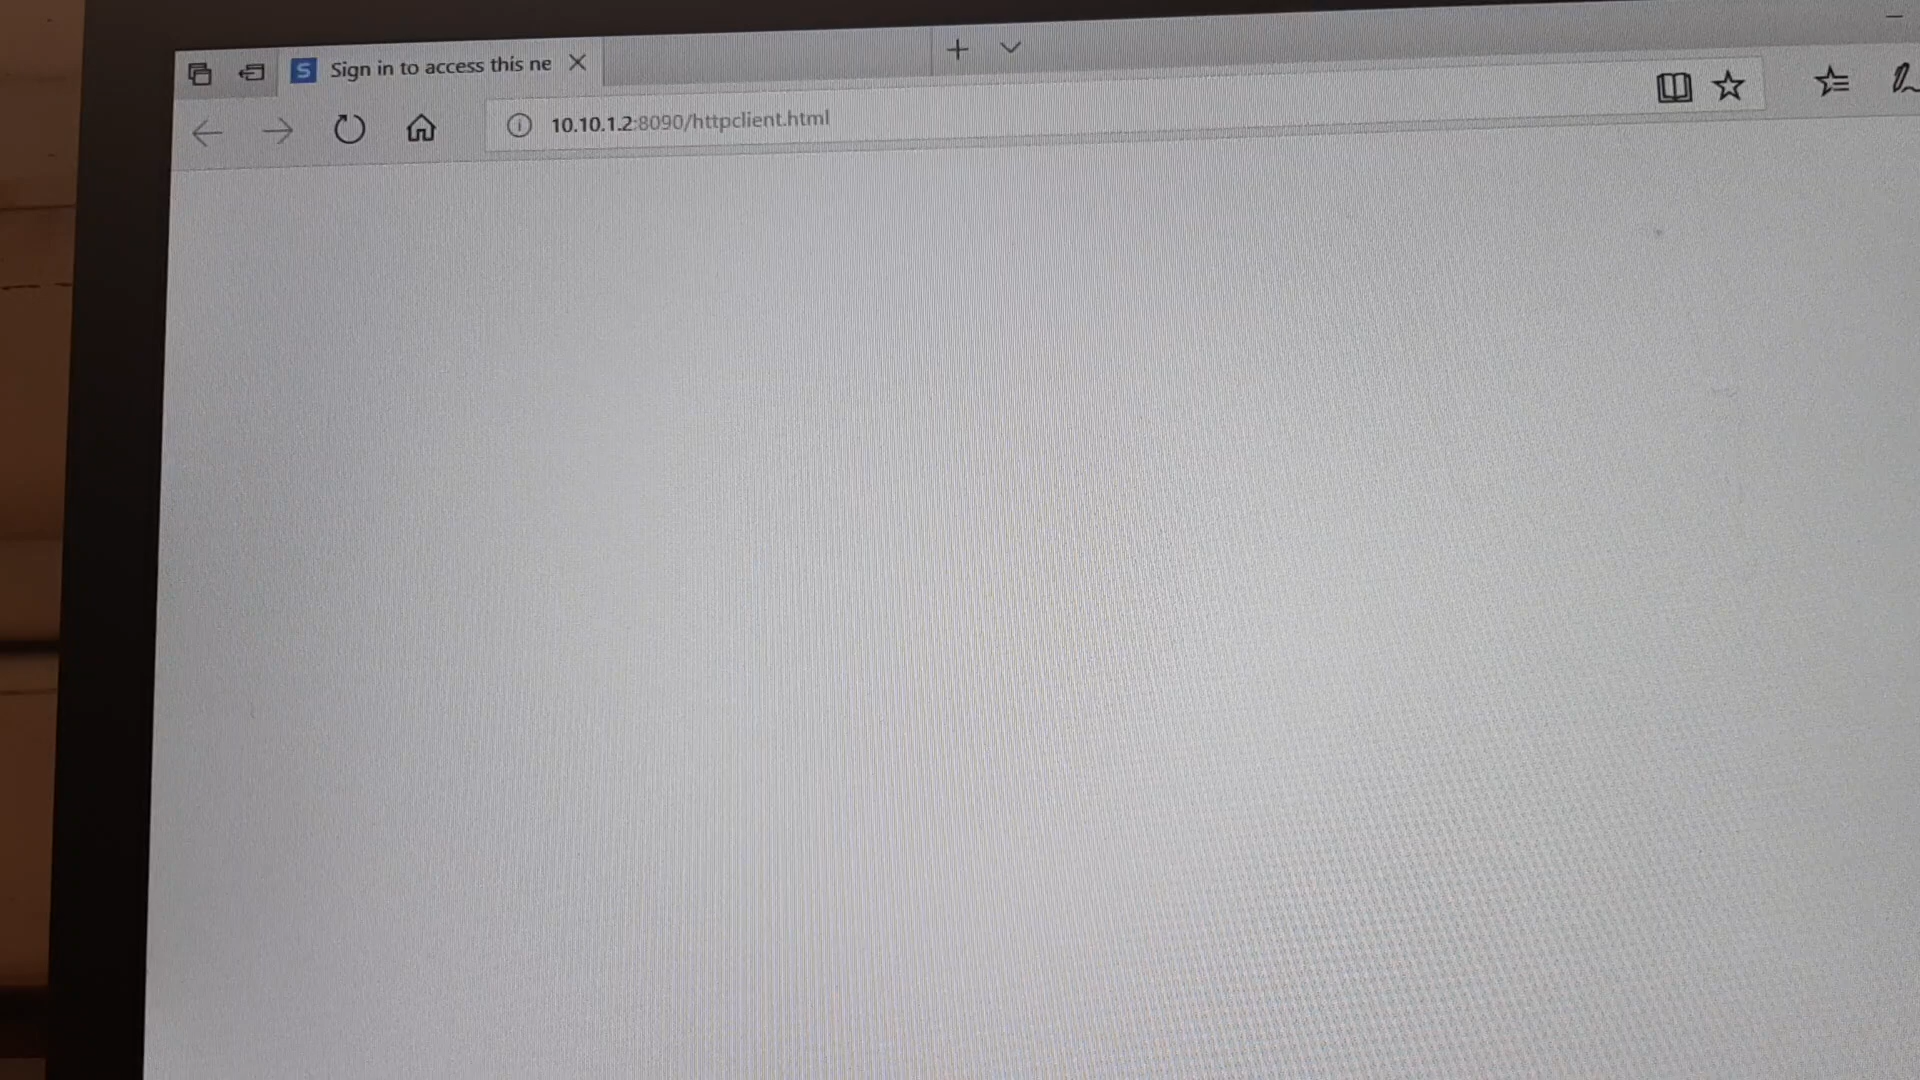 S Sign in to access this ne
10.10.1.2:8090/httpclient.html